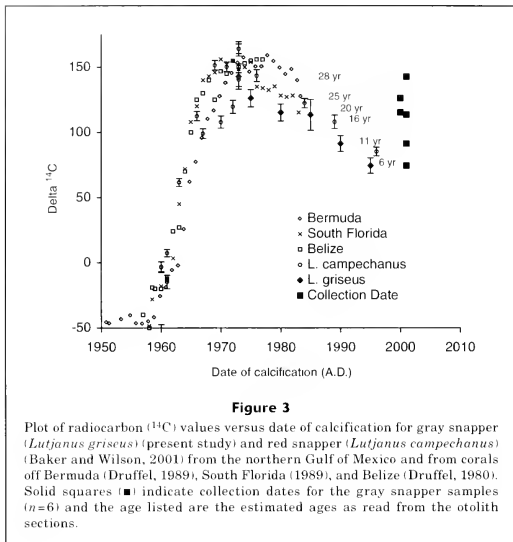 150
100
50
0
-50
Delta ¹⁴C
28 yr
25 yr
20 yr
16 yr
11 yr
6 yr
Bermuda
South Florida
Belize
L. campechanus
L. griseus
Collection Date
1950 1960 1970 1980 1990 2000 2010
Date of calcification (A.D.)
Figure 3
Plot of radiocarbon (¹⁴C) values versus date of calcification for gray snapper
(Lutjanus griseus) (present study) and red snapper (Lutjanus campechanus)
(Baker and Wilson, 2001) from the northern Gulf of Mexico and from corals
off Bermuda (Druffel, 1989), South Florida (1989), and Belize (Druffel, 1980).
Solid squares (■) indicate collection dates for the gray snapper samples
(n=6) and the age listed are the estimated ages as read from the otolith
sections.